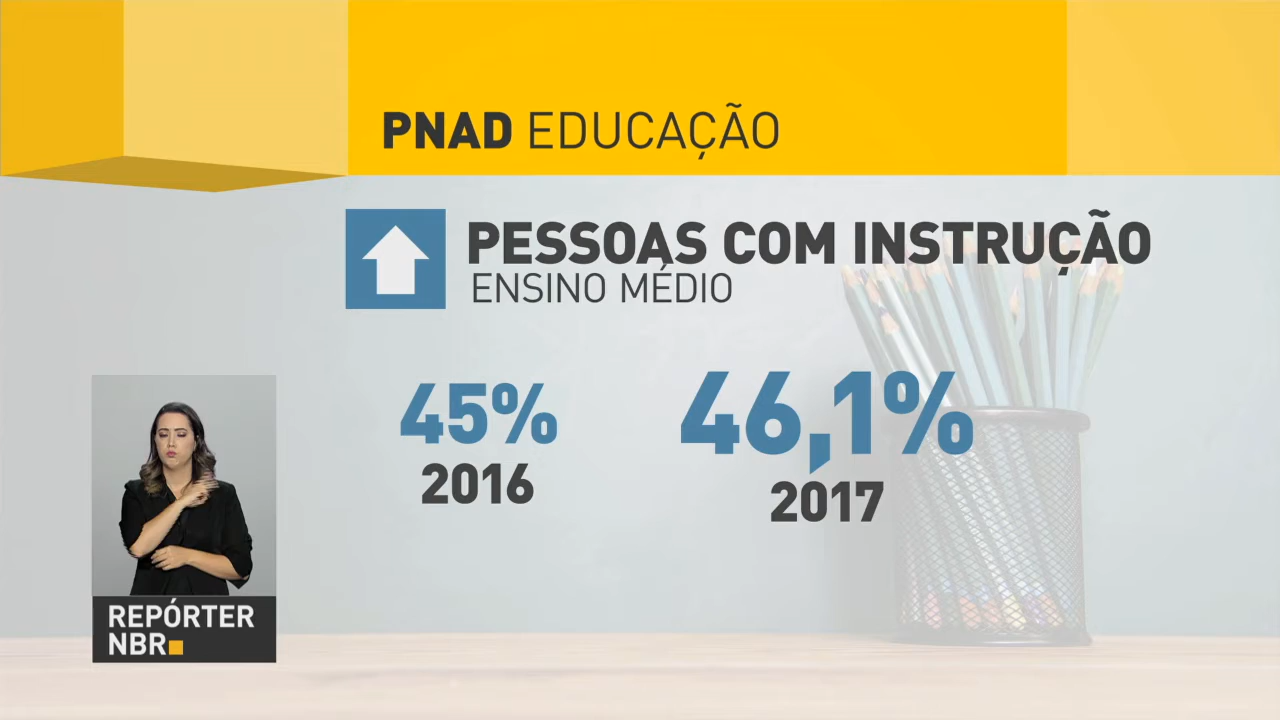 PNAD EDUCAÇÃO
PESSOAS COM INSTRUÇÃO
ENSINO MÉDIO
45%
2016
46,1%
2017
REPÓRTER
NBR